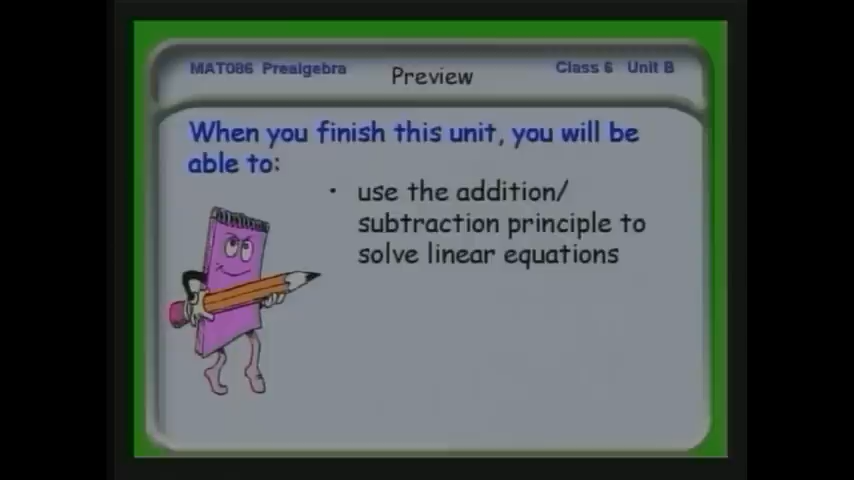 MAT086 Prealgebra
Preview
Class 6 Unit B
When you finish this unit, you will be
able to:
• use the addition/
subtraction principle to
solve linear equations